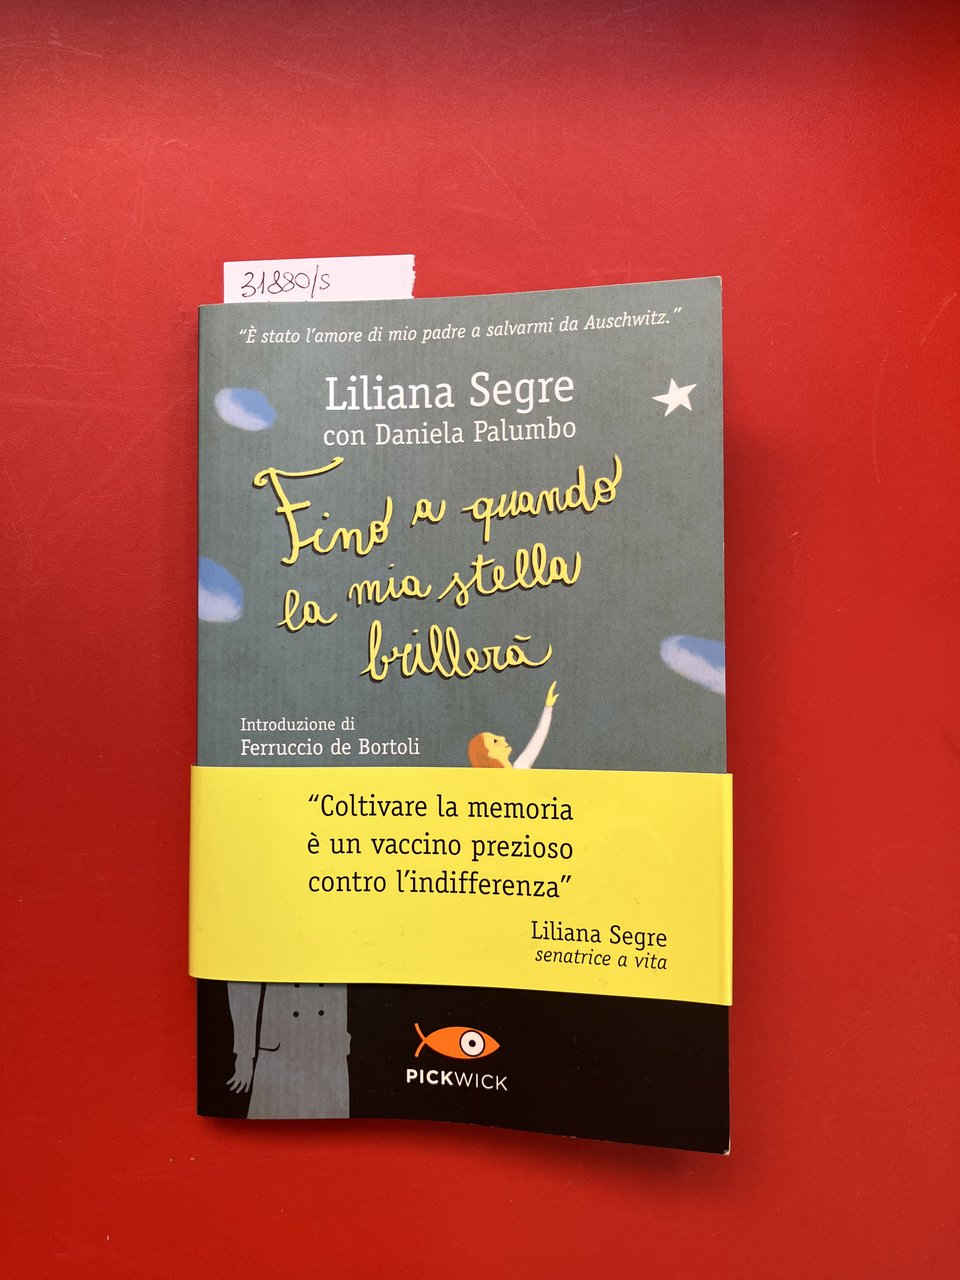 31880/s
“È stato l’amore di mio padre a salvarmi da Auschwitz.”
Liliana Segre
con Daniela Palumbo
Fino a quando
la mia stella
brillerà
Introduzione di
Ferruccio de Bortoli
“Coltivare la memoria
è un vaccino prezioso
contro l’indifferenza”
Liliana Segre
senatrice a vita
PICKWICK